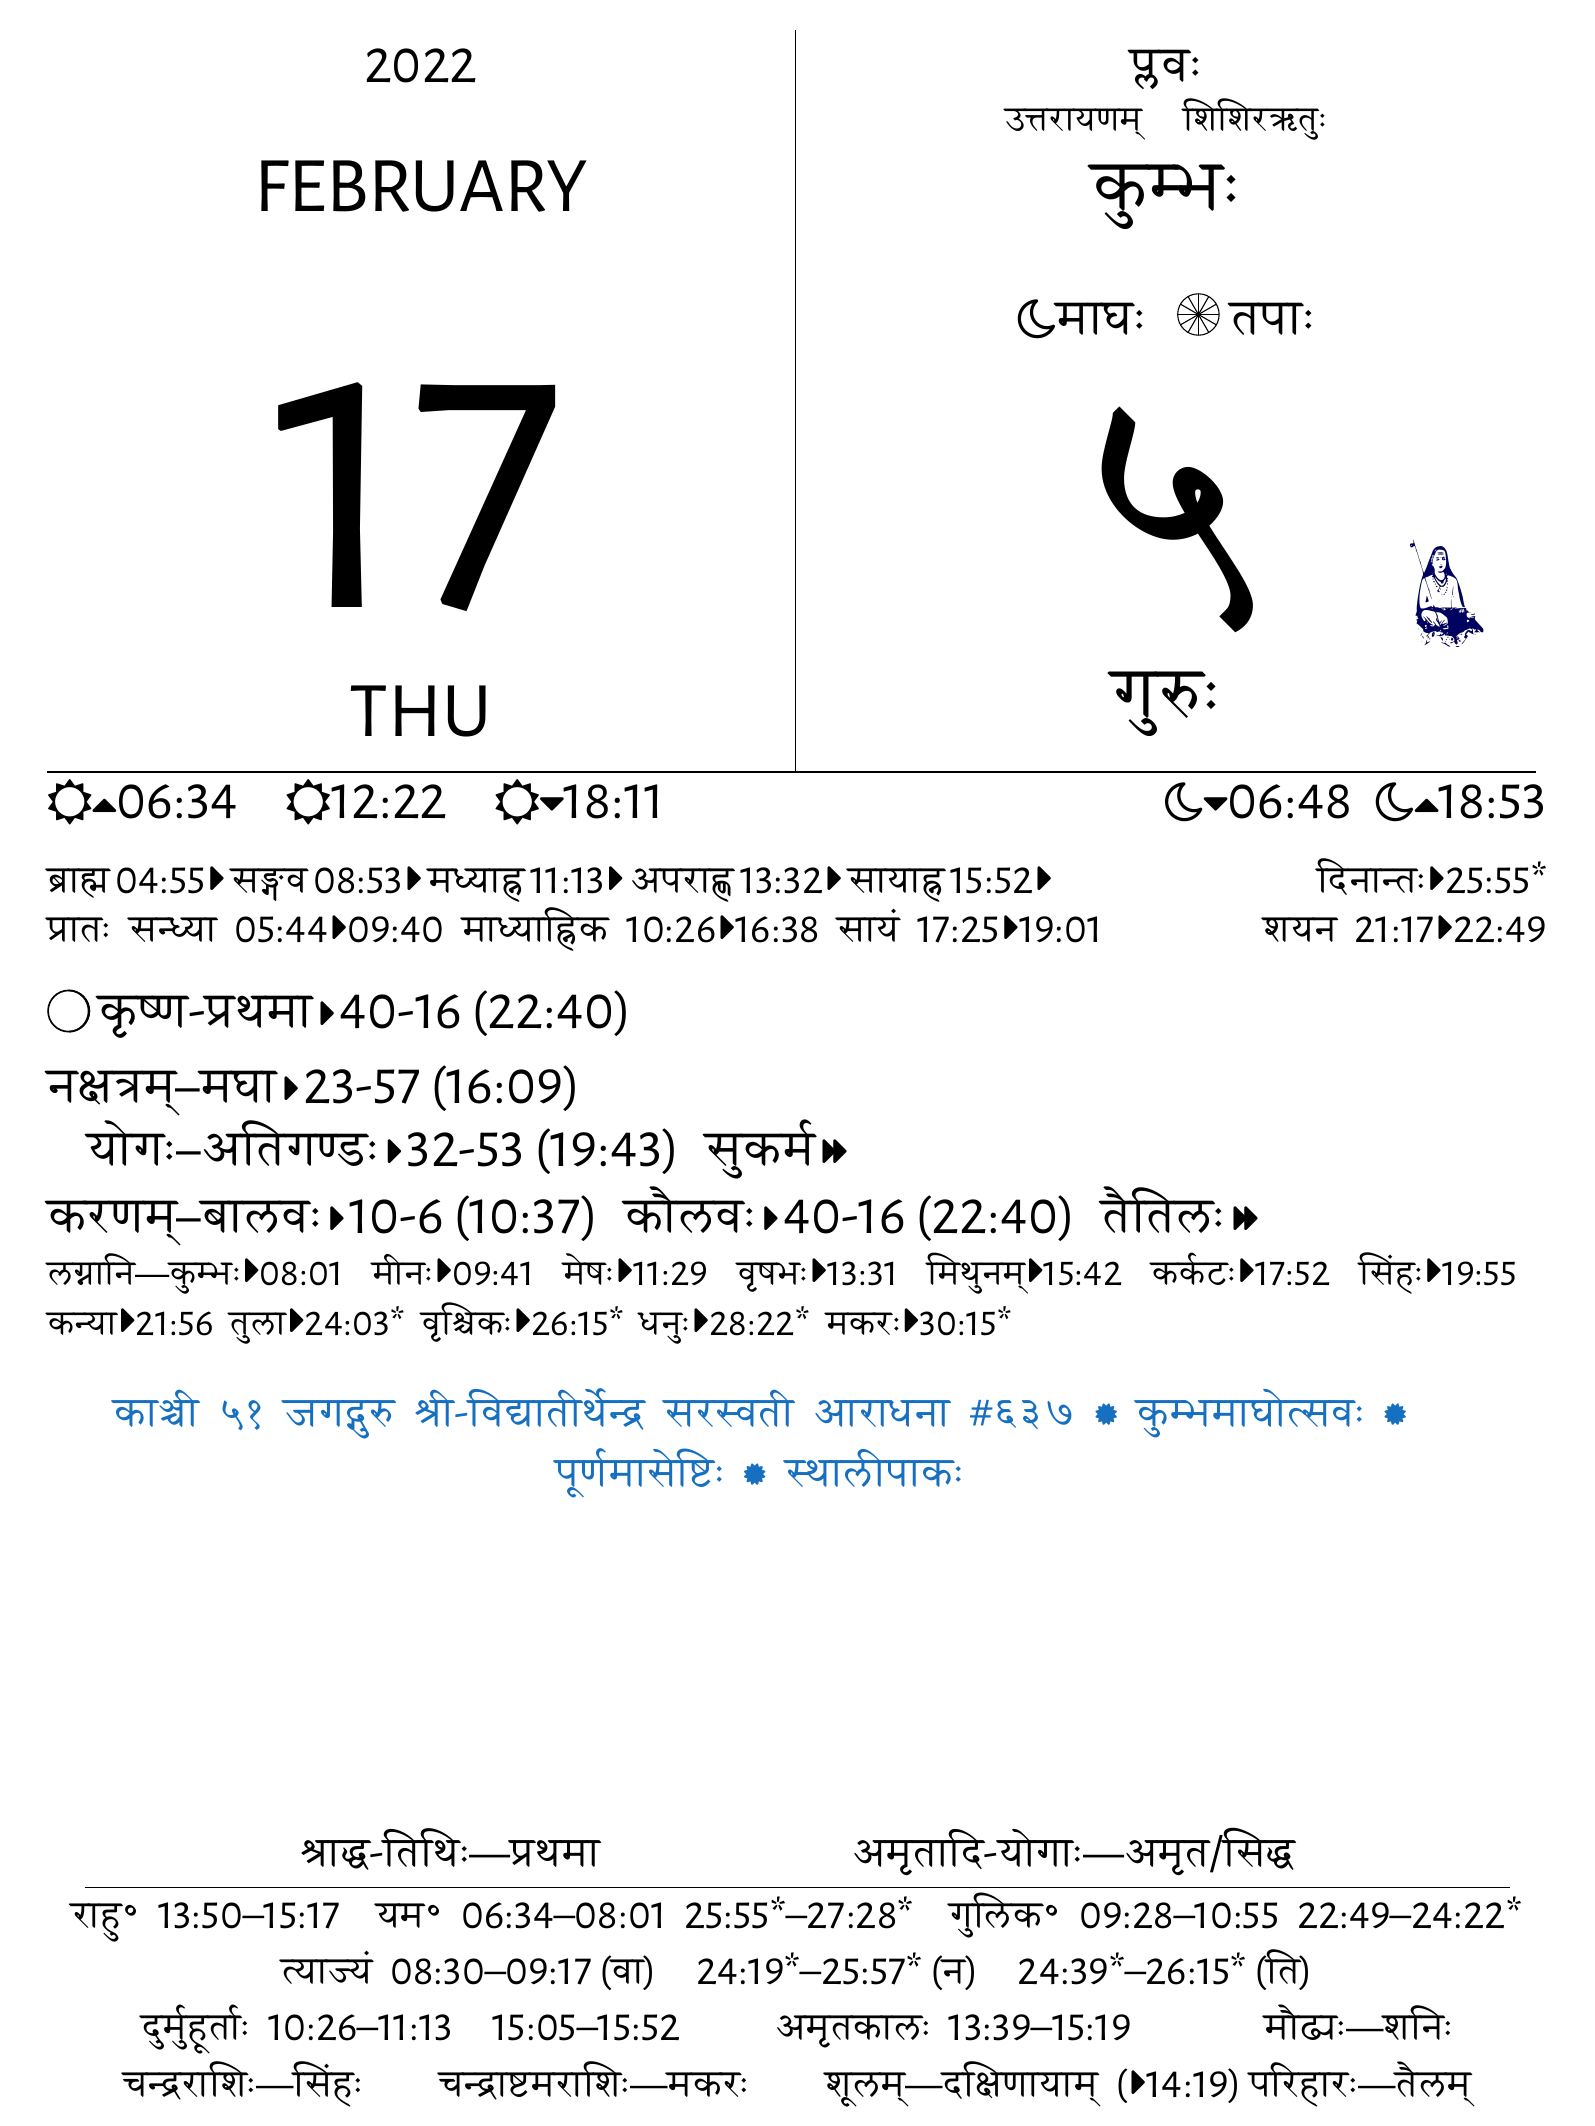 2022
FEBRUARY
17
THU
प्लवः
उत्तरायणम् शिशिरऋतुः
कुम्भः
माघः तपाः
५
गुरुः
06:34 12:22 18:11 06:48 18:53
ब्राह्म 04:55 सङ्गव 08:53 मध्याह्न 11:13 अपराह्ण 13:32 सायाह्न 15:52 दिनान्तः 25:55*
प्रातः सन्ध्या 05:44 09:40 माध्याह्निक 10:26 16:38 सायं 17:25 19:01 शयन 21:17 22:49
कृष्ण-प्रथमा 40-16 (22:40)
नक्षत्रम्–मघा 23-57 (16:09)
योगः–अतिगण्डः 32-53 (19:43) सुकर्म
करणम्–बालवः 10-6 (10:37) कौलवः 40-16 (22:40) तैतिलः
लग्नानि—कुम्भः 08:01 मीनः 09:41 मेषः 11:29 वृषभः 13:31 मिथुनम् 15:42 कर्कटः 17:52 सिंहः 19:55
कन्या 21:56 तुला 24:03* वृश्चिकः 26:15* धनुः 28:22* मकरः 30:15*
काञ्ची ५१ जगद्गुरु श्री-विद्यातीर्थेन्द्र सरस्वती आराधना #६३७ कुम्भमाघोत्सवः
पूर्णमासेष्टिः स्थालीपाकः
श्राद्ध-तिथिः—प्रथमा अमृतादि-योगाः—अमृत/सिद्ध
राहु° 13:50–15:17 यम° 06:34–08:01 25:55*–27:28* गुलिक° 09:28–10:55 22:49–24:22*
त्याज्यं 08:30–09:17 (वा) 24:19*–25:57* (न) 24:39*–26:15* (ति)
दुर्मुहूर्ताः 10:26–11:13 15:05–15:52 अमृतकालः 13:39–15:19 मौढ्यः—शनिः
चन्द्रराशिः—सिंहः चन्द्राष्टमराशिः—मकरः शूलम्—दक्षिणायाम् (14:19) परिहारः—तैलम्